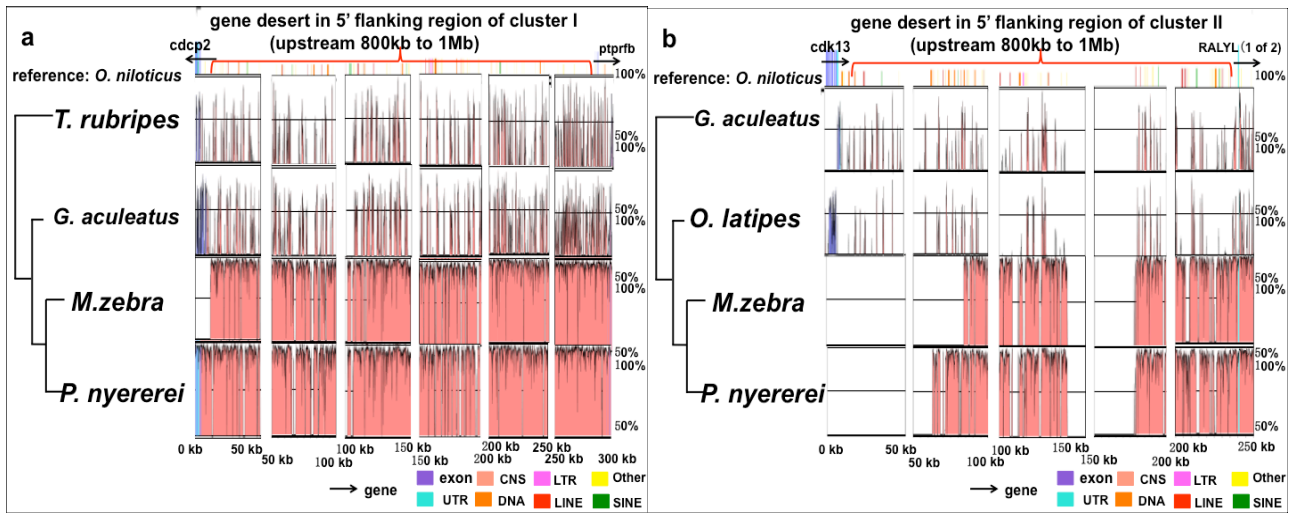 a
gene desert in 5' flanking region of cluster I
(upstream 800kb to 1Mb)
cdcp2
ptprfb
reference: O. niloticus
100%
T. rubripes
50%
100%
G. aculeatus
50%
100%
M.zebra
50%
100%
P. nyererei
50%
100%
50%
0 kb
50 kb
50 kb
100 kb
100 kb
150 kb
150 kb
200 kb
200 kb
250 kb
250 kb
300 kb
exon
CNS
LTR
Other
UTR
DNA
LINE
SINE
gene
b
gene desert in 5' flanking region of cluster II
(upstream 800kb to 1Mb)
cdk13
RALYL (1 of 2)
reference: O. niloticus
100%
G. aculeatus
50%
100%
O. latipes
50%
100%
M.zebra
50%
100%
P. nyererei
50%
100%
50%
0 kb
50 kb
50 kb
100 kb
100 kb
150 kb
150 kb
200 kb
200 kb
250 kb
exon
CNS
LTR
Other
UTR
DNA
LINE
SINE
gene